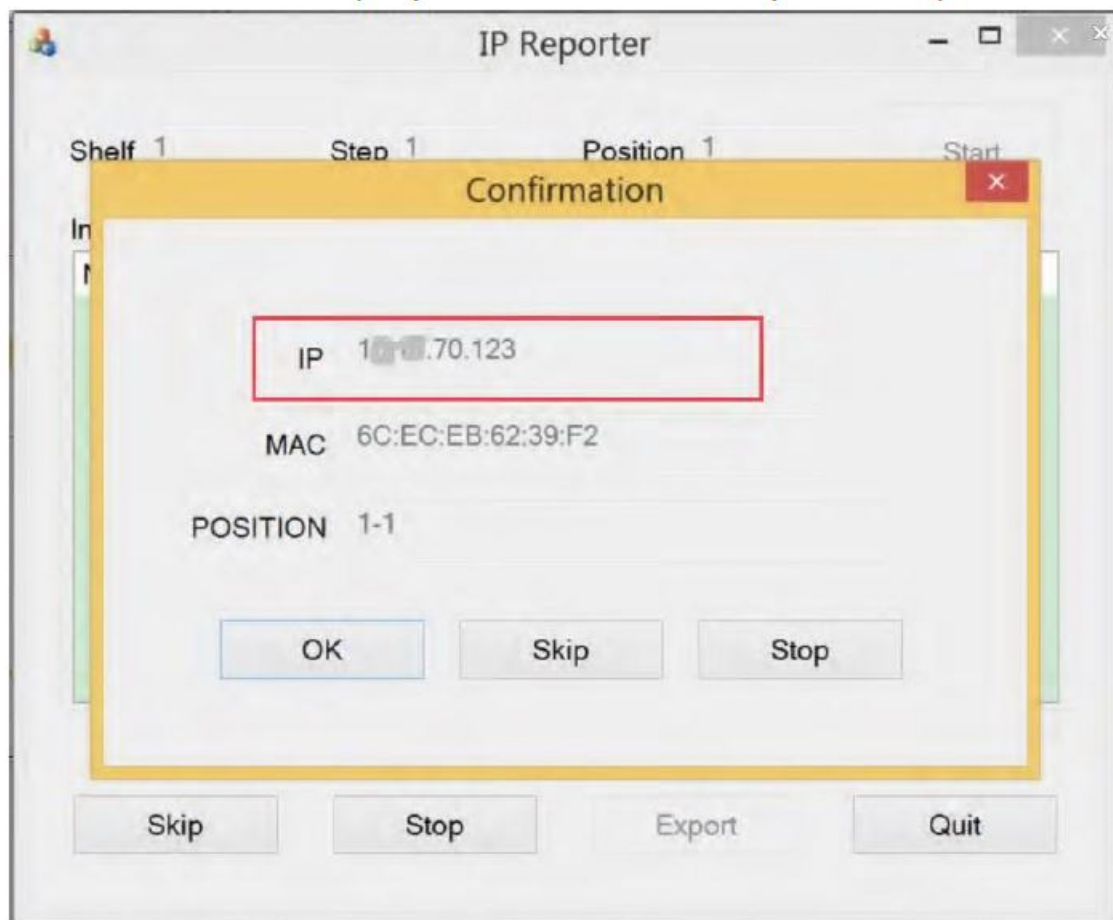 IP Reporter
Shelf 1 Step 1 Position 1 Start
Confirmation
IP .70.123
MAC 6C:EC:EB:62:39:F2
POSITION 1-1
OK Skip Stop
Skip Stop Export Quit